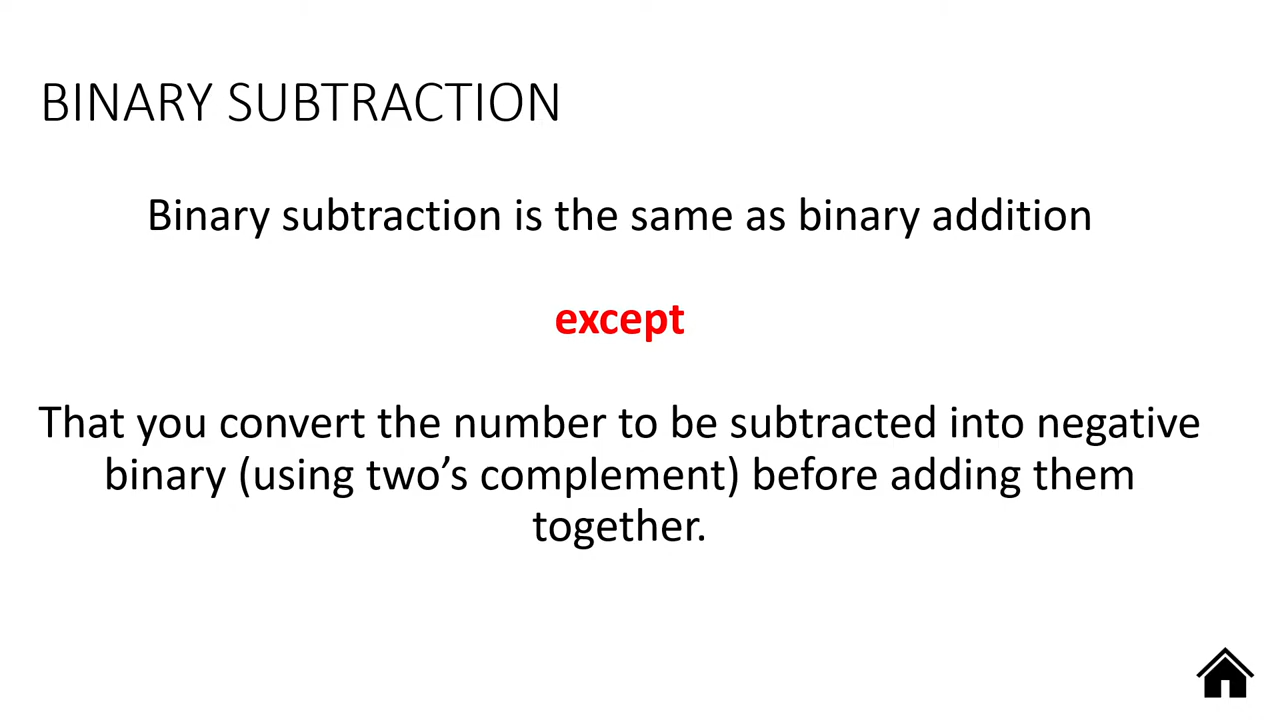 BINARY SUBTRACTION
Binary subtraction is the same as binary addition
except
That you convert the number to be subtracted into negative
binary (using two’s complement) before adding them
together.